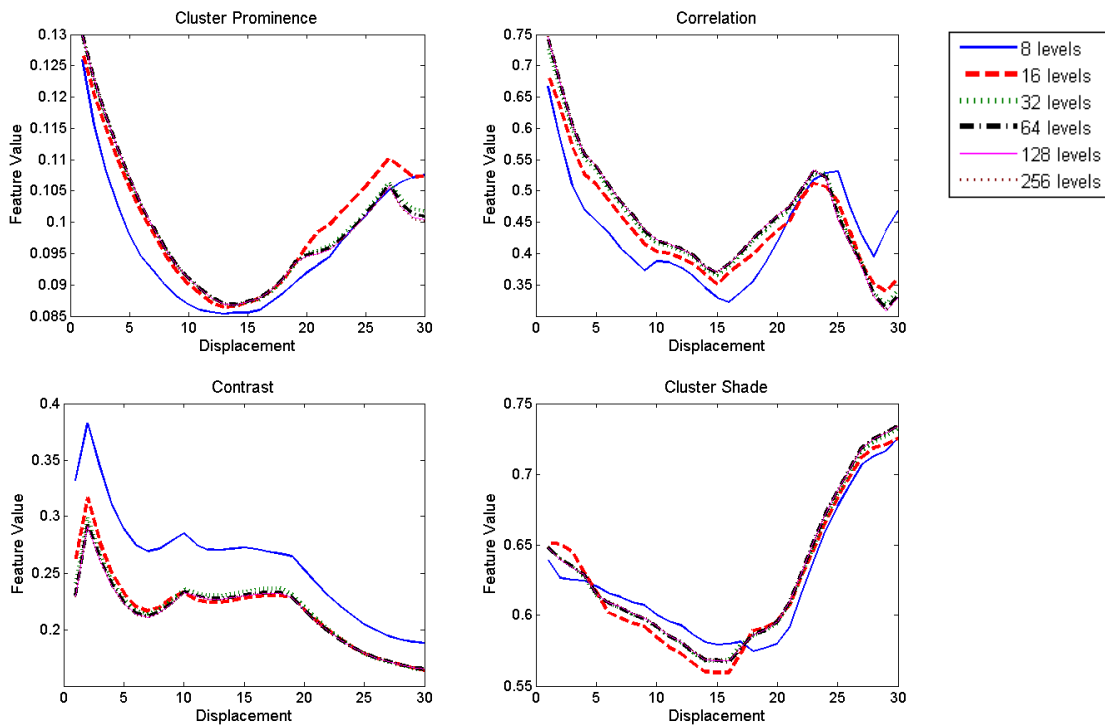 Cluster Prominence
0.13
0.125
0.12
0.115
0.11
0.105
0.1
0.095
0.09
0.085
0 5 10 15 20 25 30
Displacement
Feature Value
Correlation
0.75
0.7
0.65
0.6
0.55
0.5
0.45
0.4
0.35
0 5 10 15 20 25 30
Displacement
Feature Value
8 levels
16 levels
32 levels
64 levels
128 levels
256 levels
Contrast
0.4
0.35
0.3
0.25
0.2
0 5 10 15 20 25 30
Displacement
Feature Value
Cluster Shade
0.75
0.7
0.65
0.6
0.55
0 5 10 15 20 25 30
Displacement
Feature Value